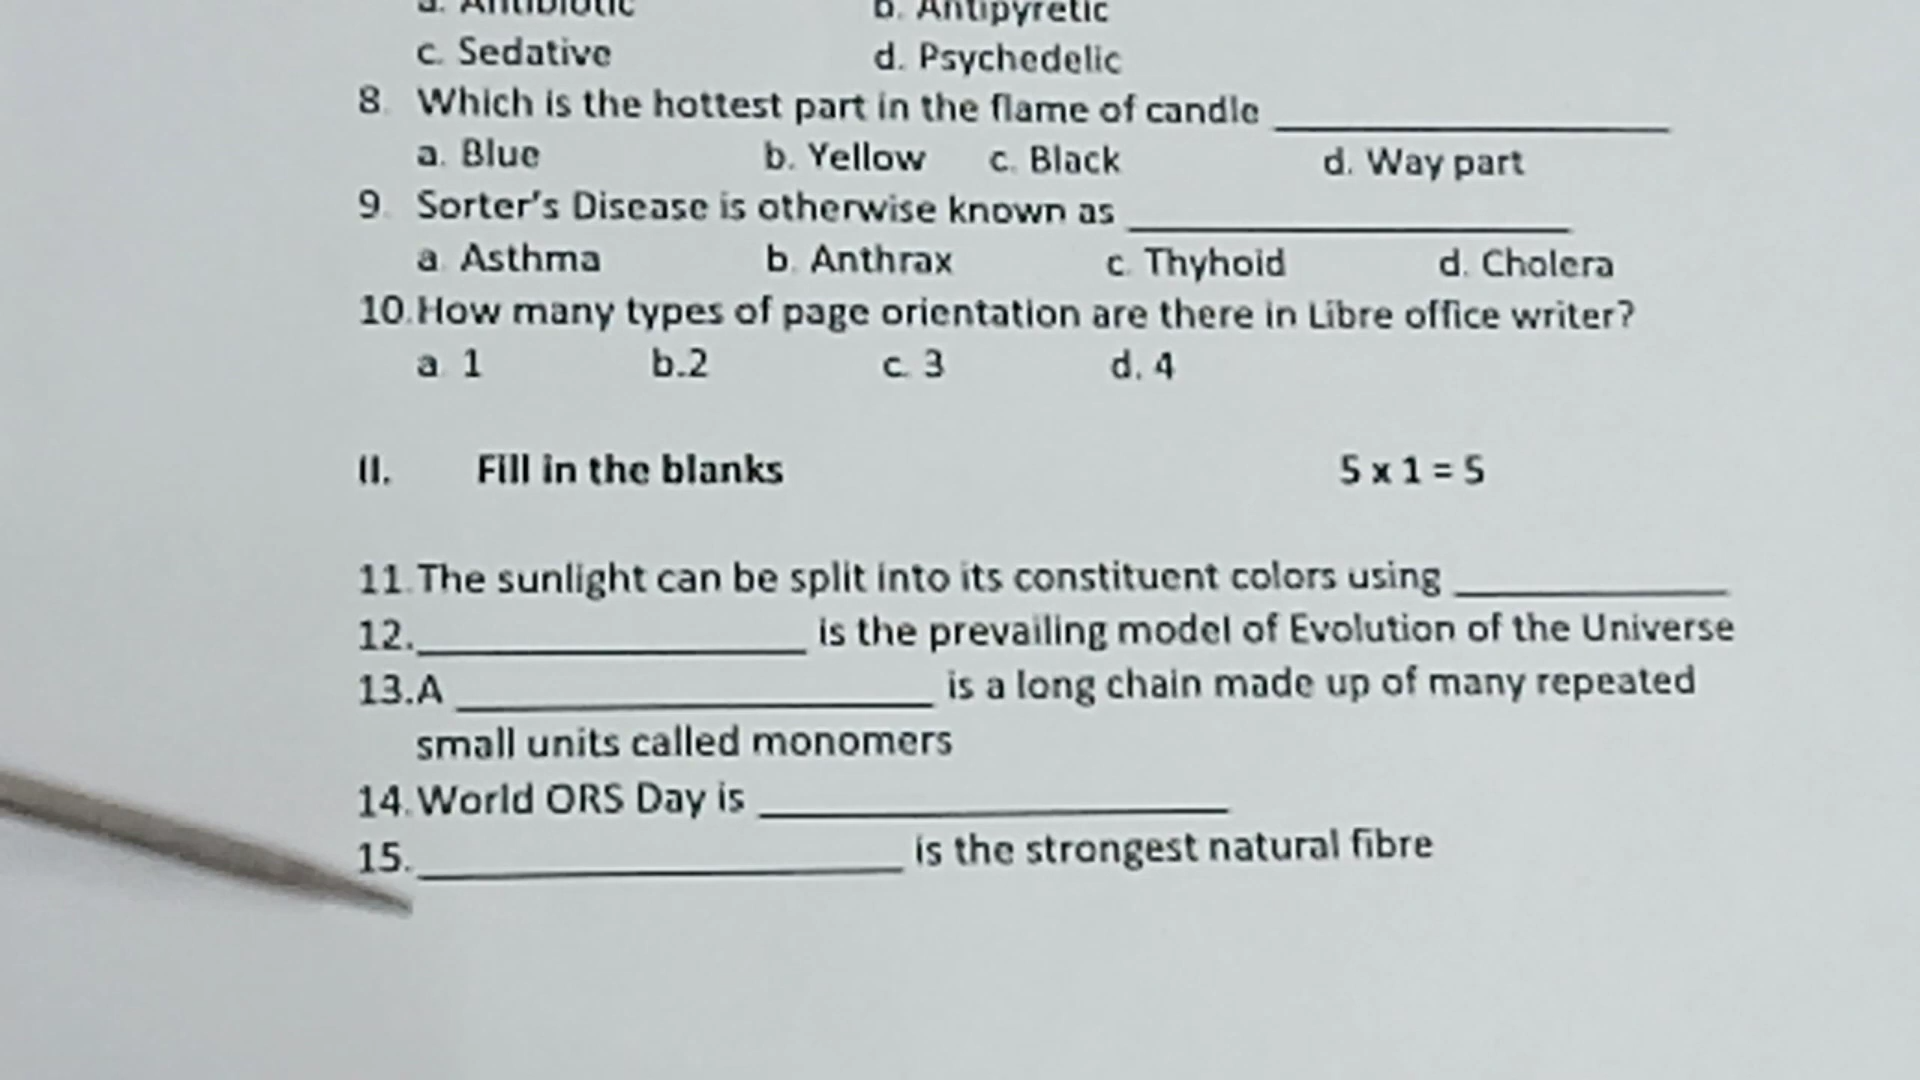 a. Antibiotic b. Antipyretic
c. Sedative d. Psychedelic
8. Which is the hottest part in the flame of candle ____________
a. Blue b. Yellow c. Black d. Way part
9. Sorter's Disease is otherwise known as ____________
a. Asthma b. Anthrax c. Thyhoid d. Cholera
10. How many types of page orientation are there in Libre office writer?
a. 1 b.2 c. 3 d. 4
II. Fill in the blanks 5 x 1 = 5
11. The sunlight can be split into its constituent colors using ____________
12. ____________ is the prevailing model of Evolution of the Universe
13. A ____________ is a long chain made up of many repeated
small units called monomers
14. World ORS Day is ____________
15. ____________ is the strongest natural fibre